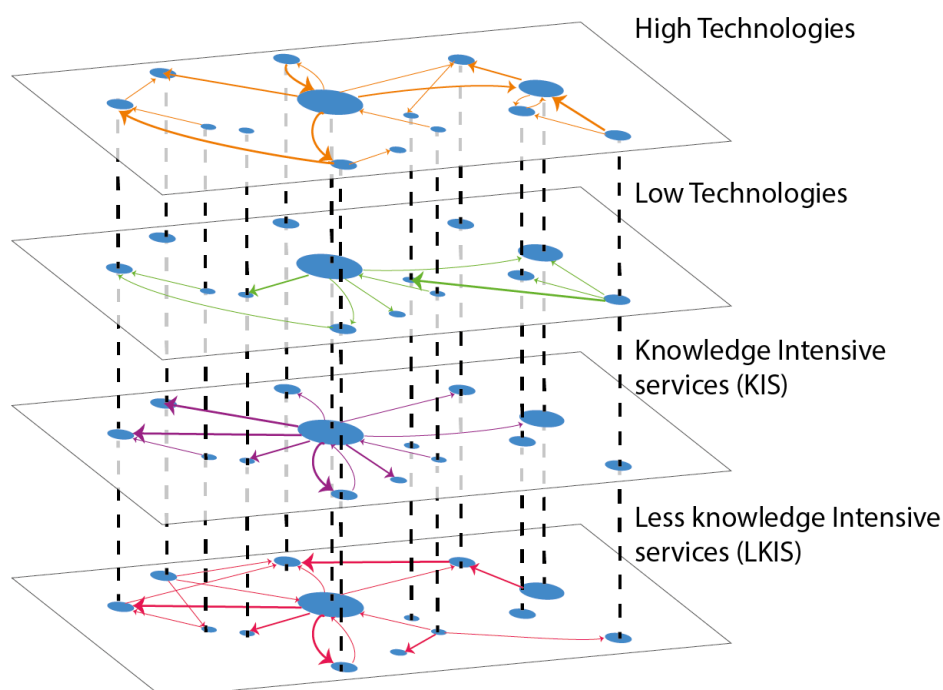 High Technologies
Low Technologies
Knowledge Intensive
services (KIS)
Less knowledge Intensive
services (LKIS)